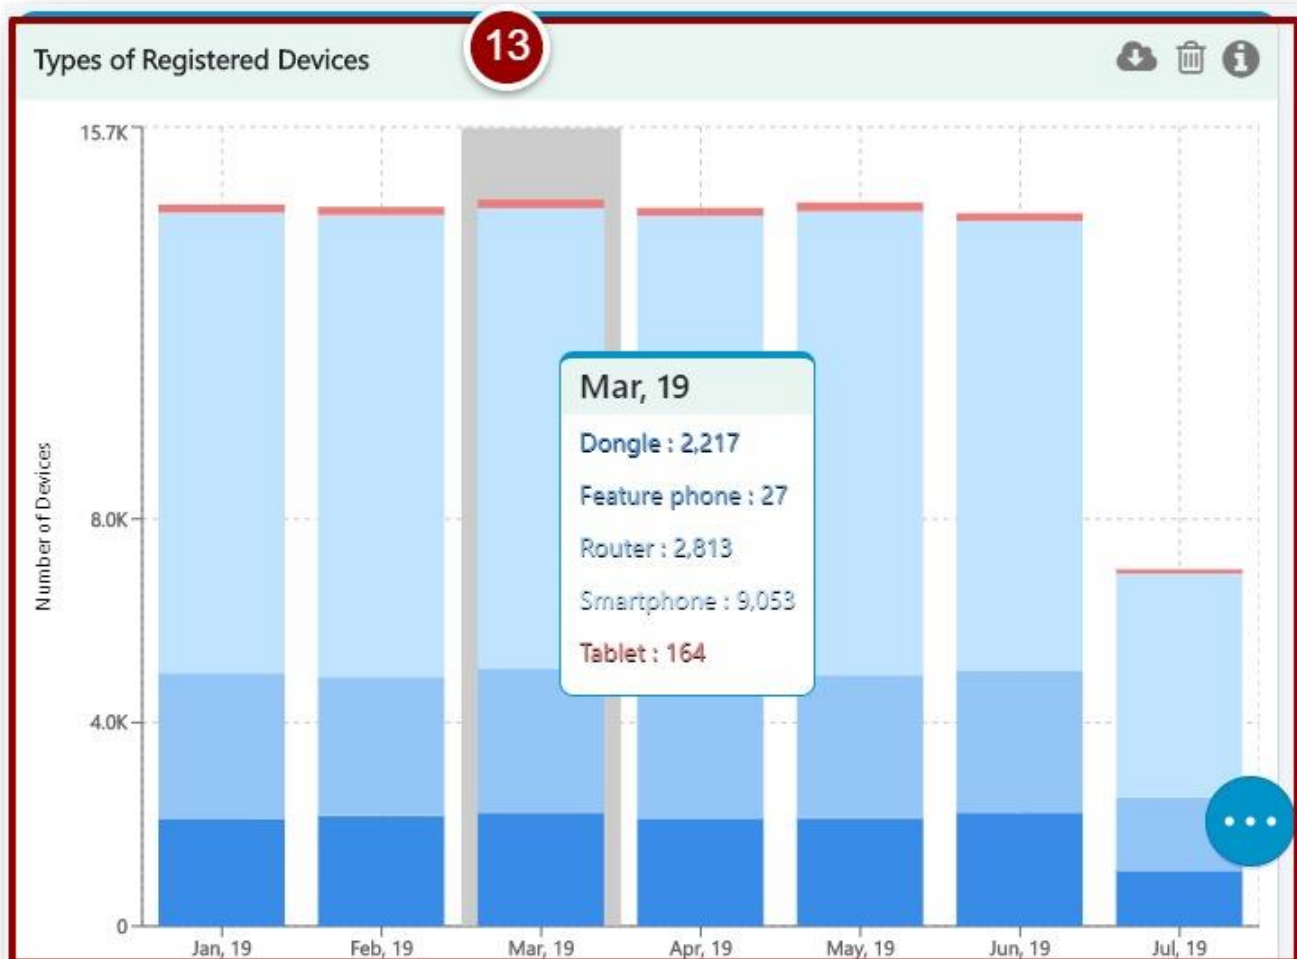 13
Types of Registered Devices
15.7K
8.0K
4.0K
0
Number of Devices
Mar, 19
Dongle : 2,217
Feature phone : 27
Router : 2,813
Smartphone : 9,053
Tablet : 164
Jan, 19
Feb, 19
Mar, 19
Apr, 19
May, 19
Jun, 19
Jul, 19